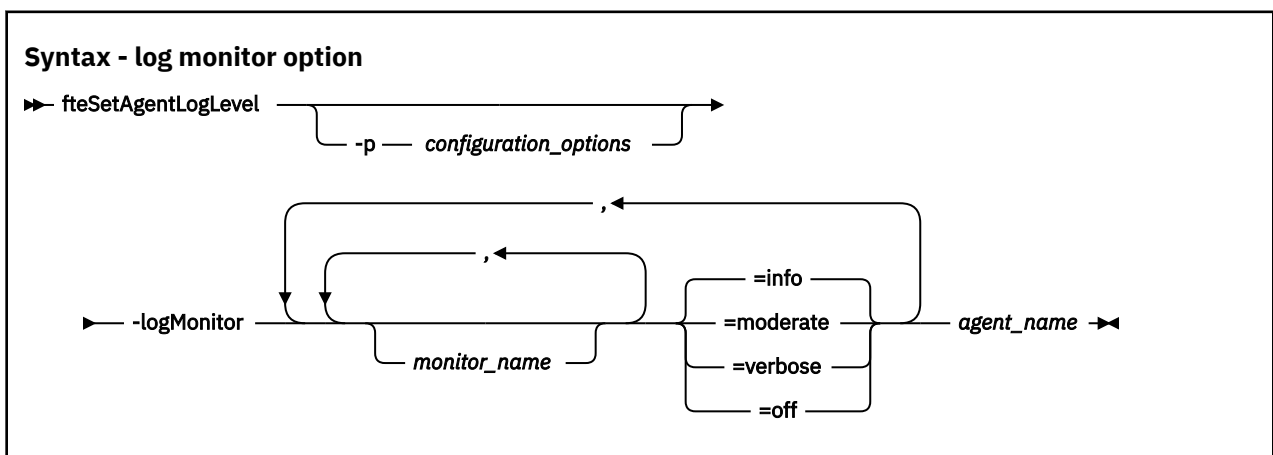 Syntax - log monitor option
fteSetAgentLogLevel
-p configuration_options
,
,
=info
-logMonitor =moderate agent_name
monitor_name =verbose
=off